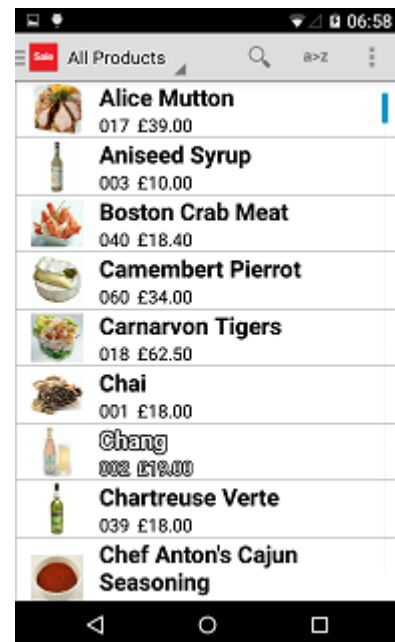 06:58
Sale All Products a>z
Alice Mutton
017 £39.00
Aniseed Syrup
003 £10.00
Boston Crab Meat
040 £18.40
Camembert Pierrot
060 £34.00
Carnarvon Tigers
018 £62.50
Chai
001 £18.00
Chang
002 £19.00
Chartreuse Verte
039 £18.00
Chef Anton's Cajun
Seasoning